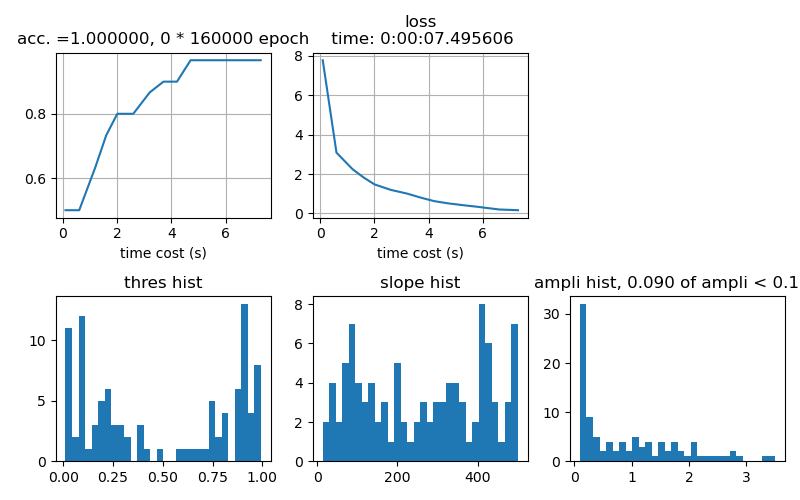 acc. =1.000000, 0 * 160000 epoch
loss
time: 0:00:07.495606
0.8
0.6
0 2 4 6
time cost (s)
8
6
4
2
0
0 2 4 6
time cost (s)
thres hist
10
5
0
0.00 0.25 0.50 0.75 1.00
slope hist
8
6
4
2
0
0 200 400
ampli hist, 0.090 of ampli < 0.1
30
20
10
0
0 1 2 3